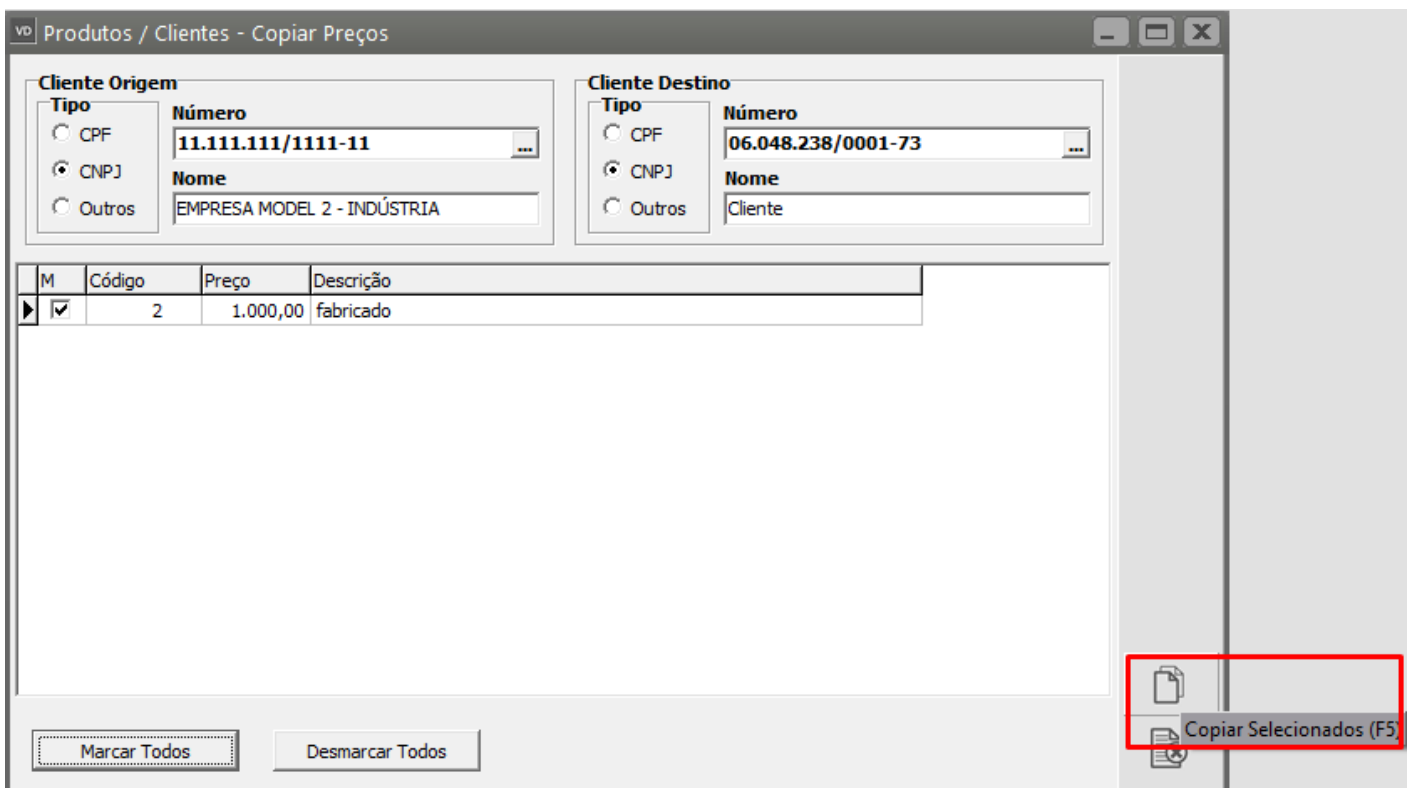 VD Produtos / Clientes - Copiar Preços
Cliente Origem
Tipo
CPF
CNPJ
Outros
Número
11.111.111/1111-11
...
Nome
EMPRESA MODEL 2 - INDÚSTRIA
Cliente Destino
Tipo
CPF
CNPJ
Outros
Número
06.048.238/0001-73
...
Nome
Cliente
M Código Preço Descrição
2 1.000,00 fabricado
Marcar Todos Desmarcar Todos
Copiar Selecionados (F5)